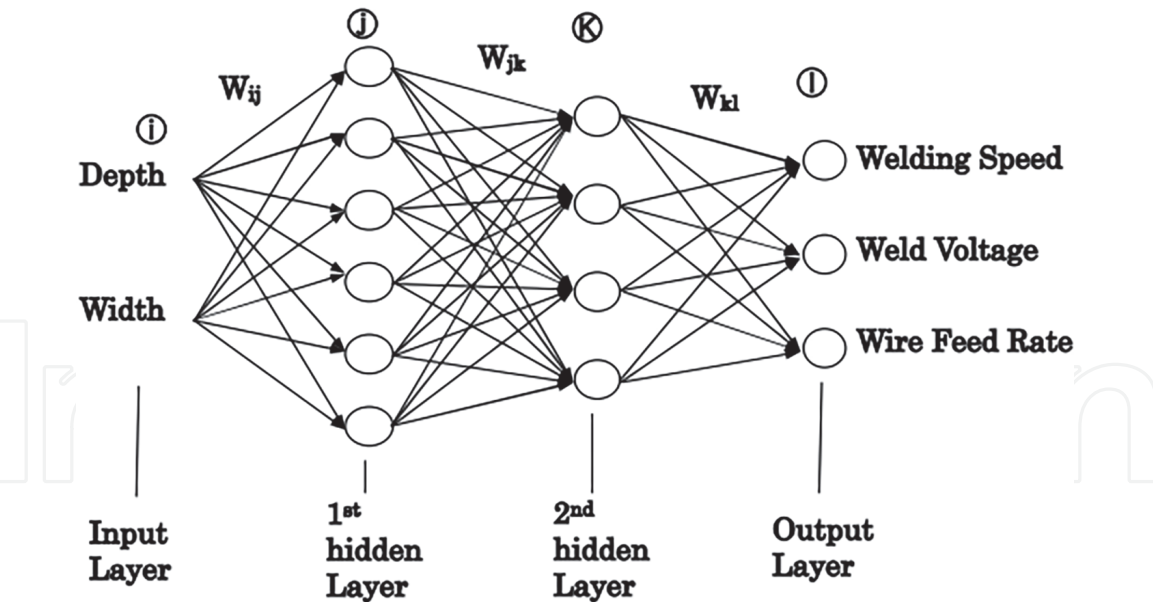 ⓙ
Ⓚ
Wij
Wjk
Wkl
ⓛ
ⓘ
Depth
Welding Speed
Weld Voltage
Width
Wire Feed Rate
Input
Layer
1st
hidden
Layer
2nd
hidden
Layer
Output
Layer